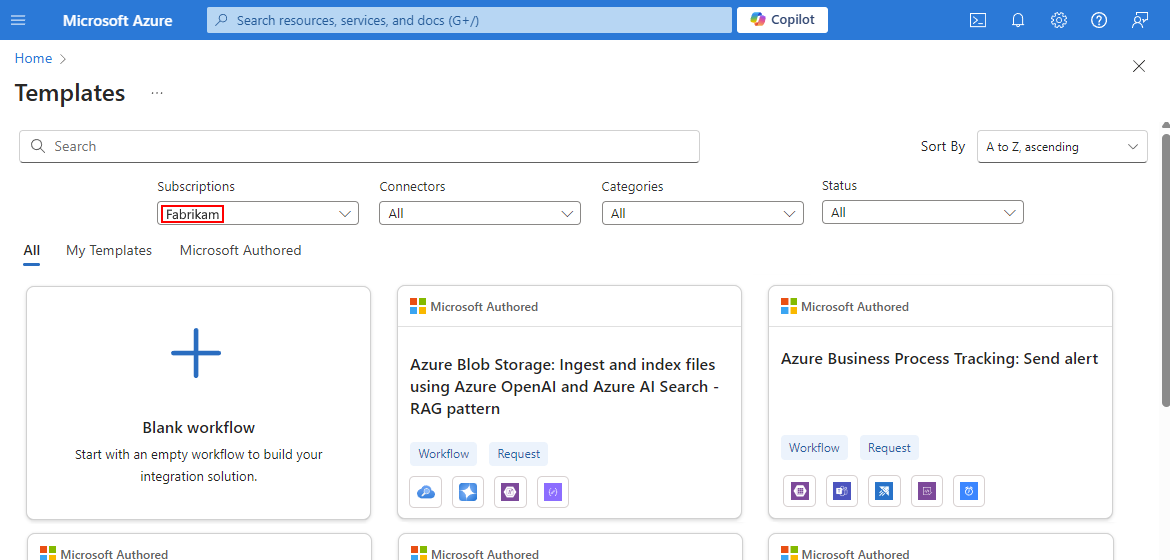 Microsoft Azure
Search resources, services, and docs (G+/)
Copilot
Home
Templates
...
Search
Sort By
A to Z, ascending
Subscriptions
Connectors
Categories
Status
Fabrikam
All
All
All
All
My Templates
Microsoft Authored
Blank workflow
Start with an empty workflow to build your
integration solution.
Microsoft Authored
Azure Blob Storage: Ingest and index files
using Azure OpenAI and Azure AI Search -
RAG pattern
Workflow
Request
Microsoft Authored
Azure Business Process Tracking: Send alert
Workflow
Request
Microsoft Authored
Microsoft Authored
Microsoft Authored